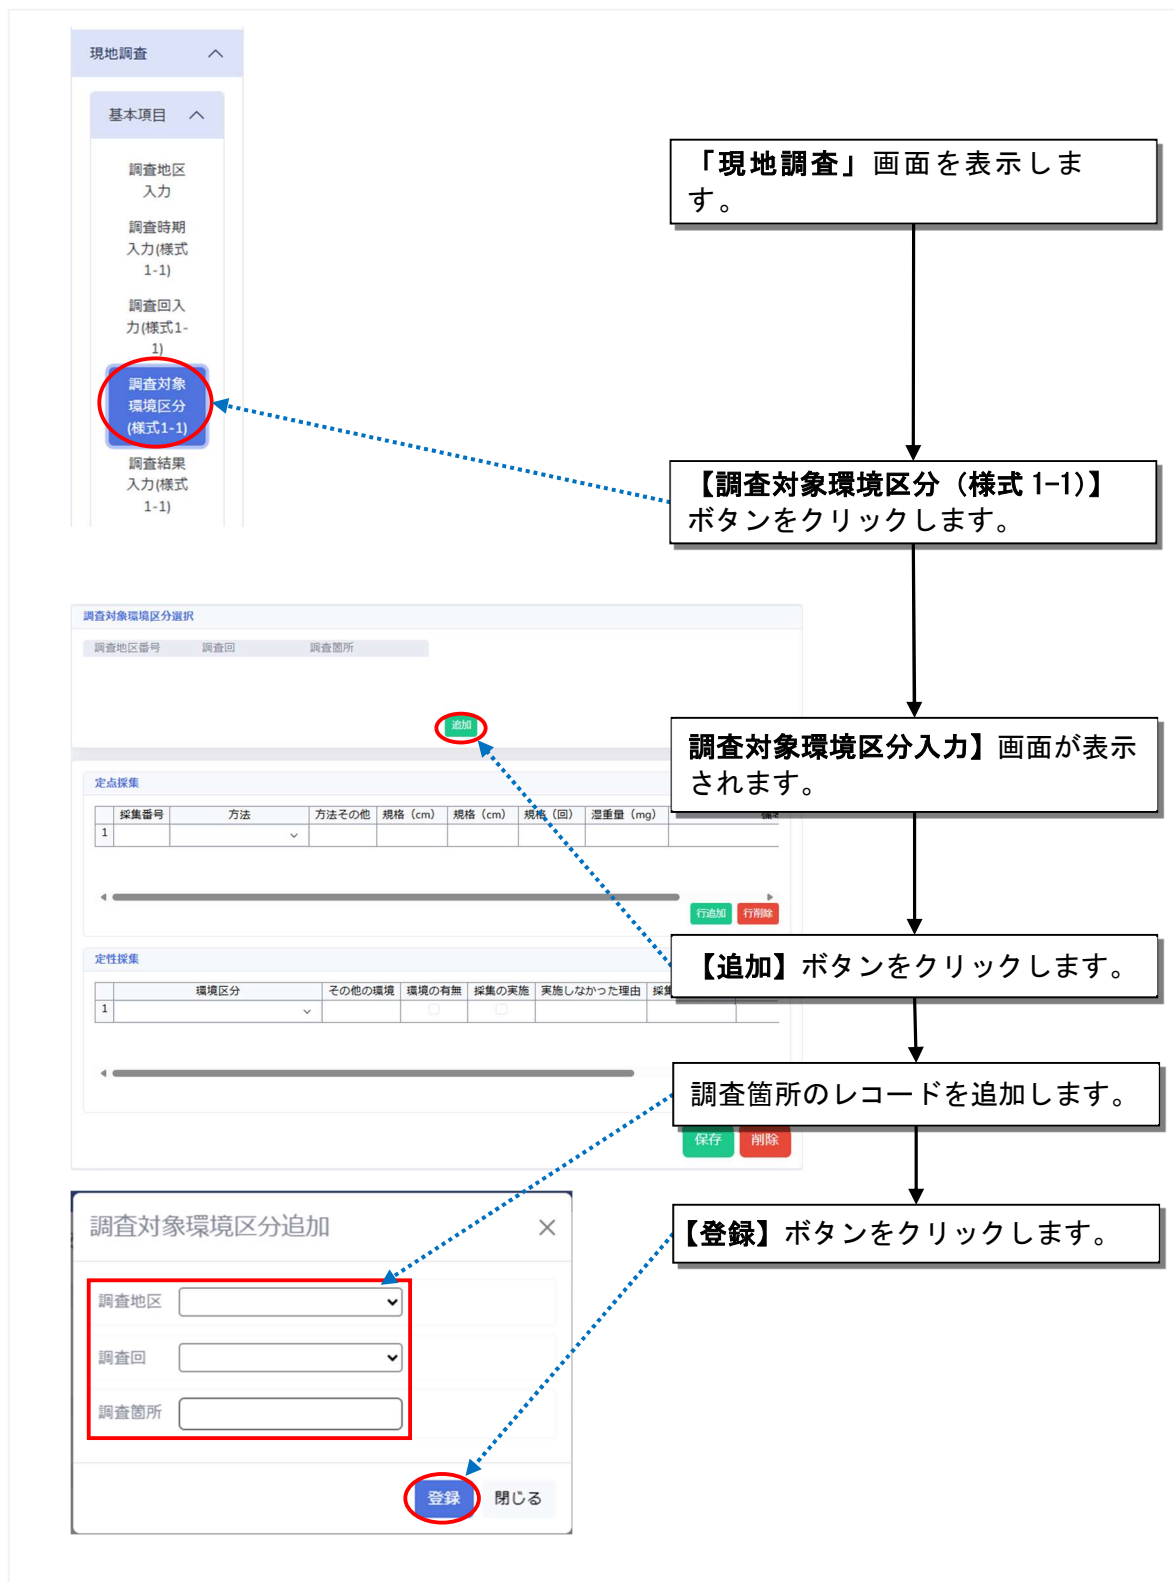 現地調査
基本項目
調査地区
入力
調査時期
入力(様式
1-1)
調査回入
力(様式1-
1)
調査対象
環境区分
(様式1-1)
調査結果
入力(様式
1-1)
「現地調査」画面を表示しま
す。
【調査対象環境区分（様式 1-1)】
ボタンをクリックします。
調査対象環境区分選択
調査地区番号 調査回 調査箇所
追加
調査対象環境区分入力】画面が表示
されます。
定点採集
採集番号 方法 方法その他 規格（cm） 規格（cm） 規格（回） 湿重量（mg）
1
行追加 行削除
【追加】ボタンをクリックします。
定性採集
環境区分 その他の環境 環境の有無 採集の実施 実施しなかった理由 採集
1
調査箇所のレコードを追加します。
保存 削除
【登録】ボタンをクリックします。
調査対象環境区分追加 ×
調査地区
調査回
調査箇所
登録 閉じる